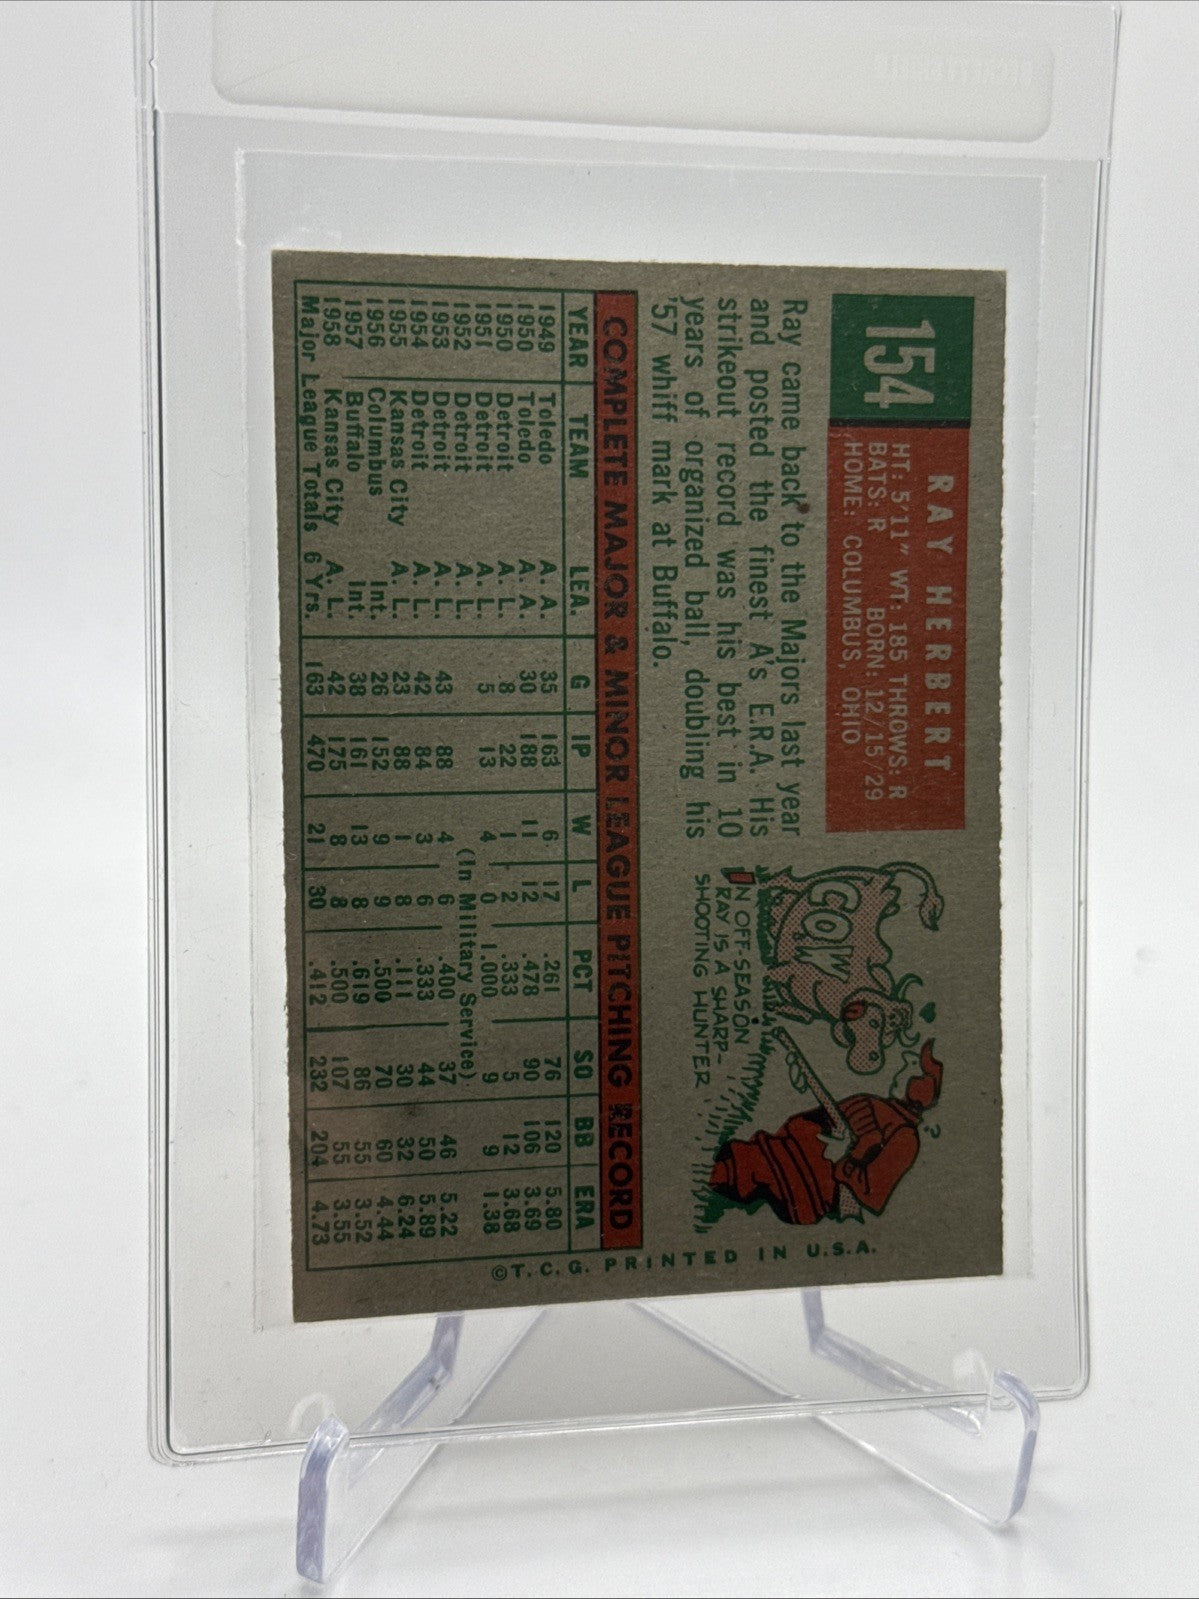 154
RAY HERBERT
HT: 5'11" WT: 185 THROWS: R
BATS: R BORN: 12/15/29
HOME: COLUMBUS, OHIO
Ray came back to the Majors last year
and posted the finest A's E.R.A. His
strikeout record was his best in 10
years of organized ball, doubling his
'57 whiff mark at Buffalo.
COW
?
IN OFF-SEASON
RAY IS A SHARP-
SHOOTING HUNTER
COMPLETE MAJOR & MINOR LEAGUE PITCHING RECORD
YEAR TEAM LEA. G IP W L PCT SO BB ERA
1949 Toledo A. A. 35 163 6 17 .261 76 120 5.80
1950 Toledo A. A. 30 188 11 12 .478 90 106 3.69
1950 Detroit A. L. 8 22 1 2 .333 5 12 3.68
1951 Detroit A. L. 5 13 4 0 1.000 9 9 1.38
1952 Detroit A. L. (In Military Service)
1953 Detroit A. L. 43 88 4 6 .400 37 46 5.22
1954 Detroit A. L. 42 84 3 6 .333 44 50 5.89
1955 Kansas City A. L. 23 88 1 8 .111 30 32 6.24
1956 Columbus Int. 26 152 9 9 .500 70 60 4.44
1957 Buffalo Int. 38 161 13 8 .619 86 55 3.52
1958 Kansas City A. L. 42 175 8 8 .500 107 55 3.55
Major League Totals 6 Yrs. 163 470 21 30 .412 232 204 4.73
©T.C.G. PRINTED IN U.S.A.